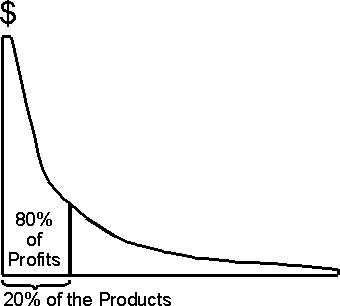 $
80%
of
Profits
20% of the Products